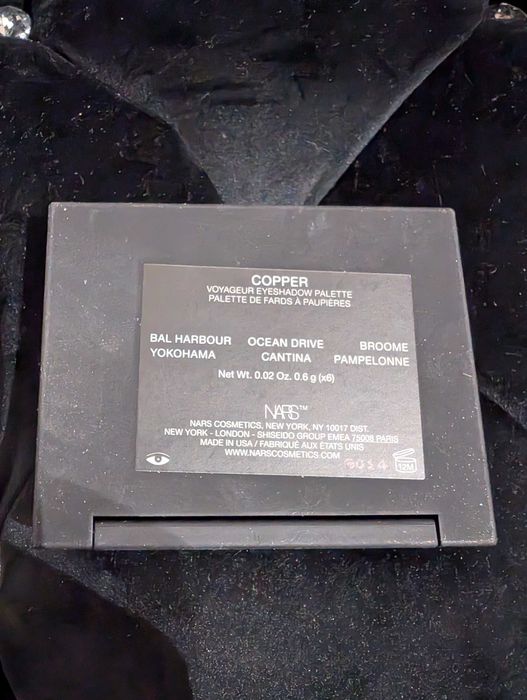 COPPER
VOYAGEUR EYESHADOW PALETTE
PALETTE DE FARDS À PAUPIÈRES
BAL HARBOUR OCEAN DRIVE BROOME
YOKOHAMA CANTINA PAMPELONNE
Net Wt. 0.02 Oz. 0.6 g (x6)
NARS™
NARS COSMETICS, NEW YORK, NY 10017 DIST.
NEW YORK - LONDON - SHISEIDO GROUP EMEA 75008 PARIS
MADE IN USA / FABRIQUÉ AUX ÉTATS UNIS
WWW.NARSCOSMETICS.COM
12M